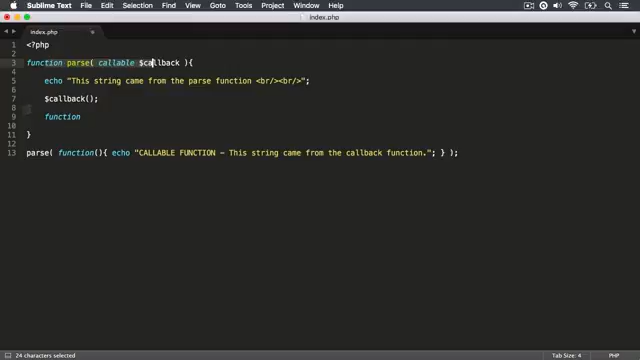 Sublime Text File Edit Selection Find View Goto Tools Project Window Help
index.php
index.php
1 <?php
2
3 function parse( callable $callback ){
4
5 echo "This string came from the parse function <br/><br/>";
6
7 $callback();
8
9 function
10
11 }
12
13 parse( function(){ echo "CALLABLE FUNCTION - This string came from the callback function."; } );
24 characters selected Tab Size: 4 PHP